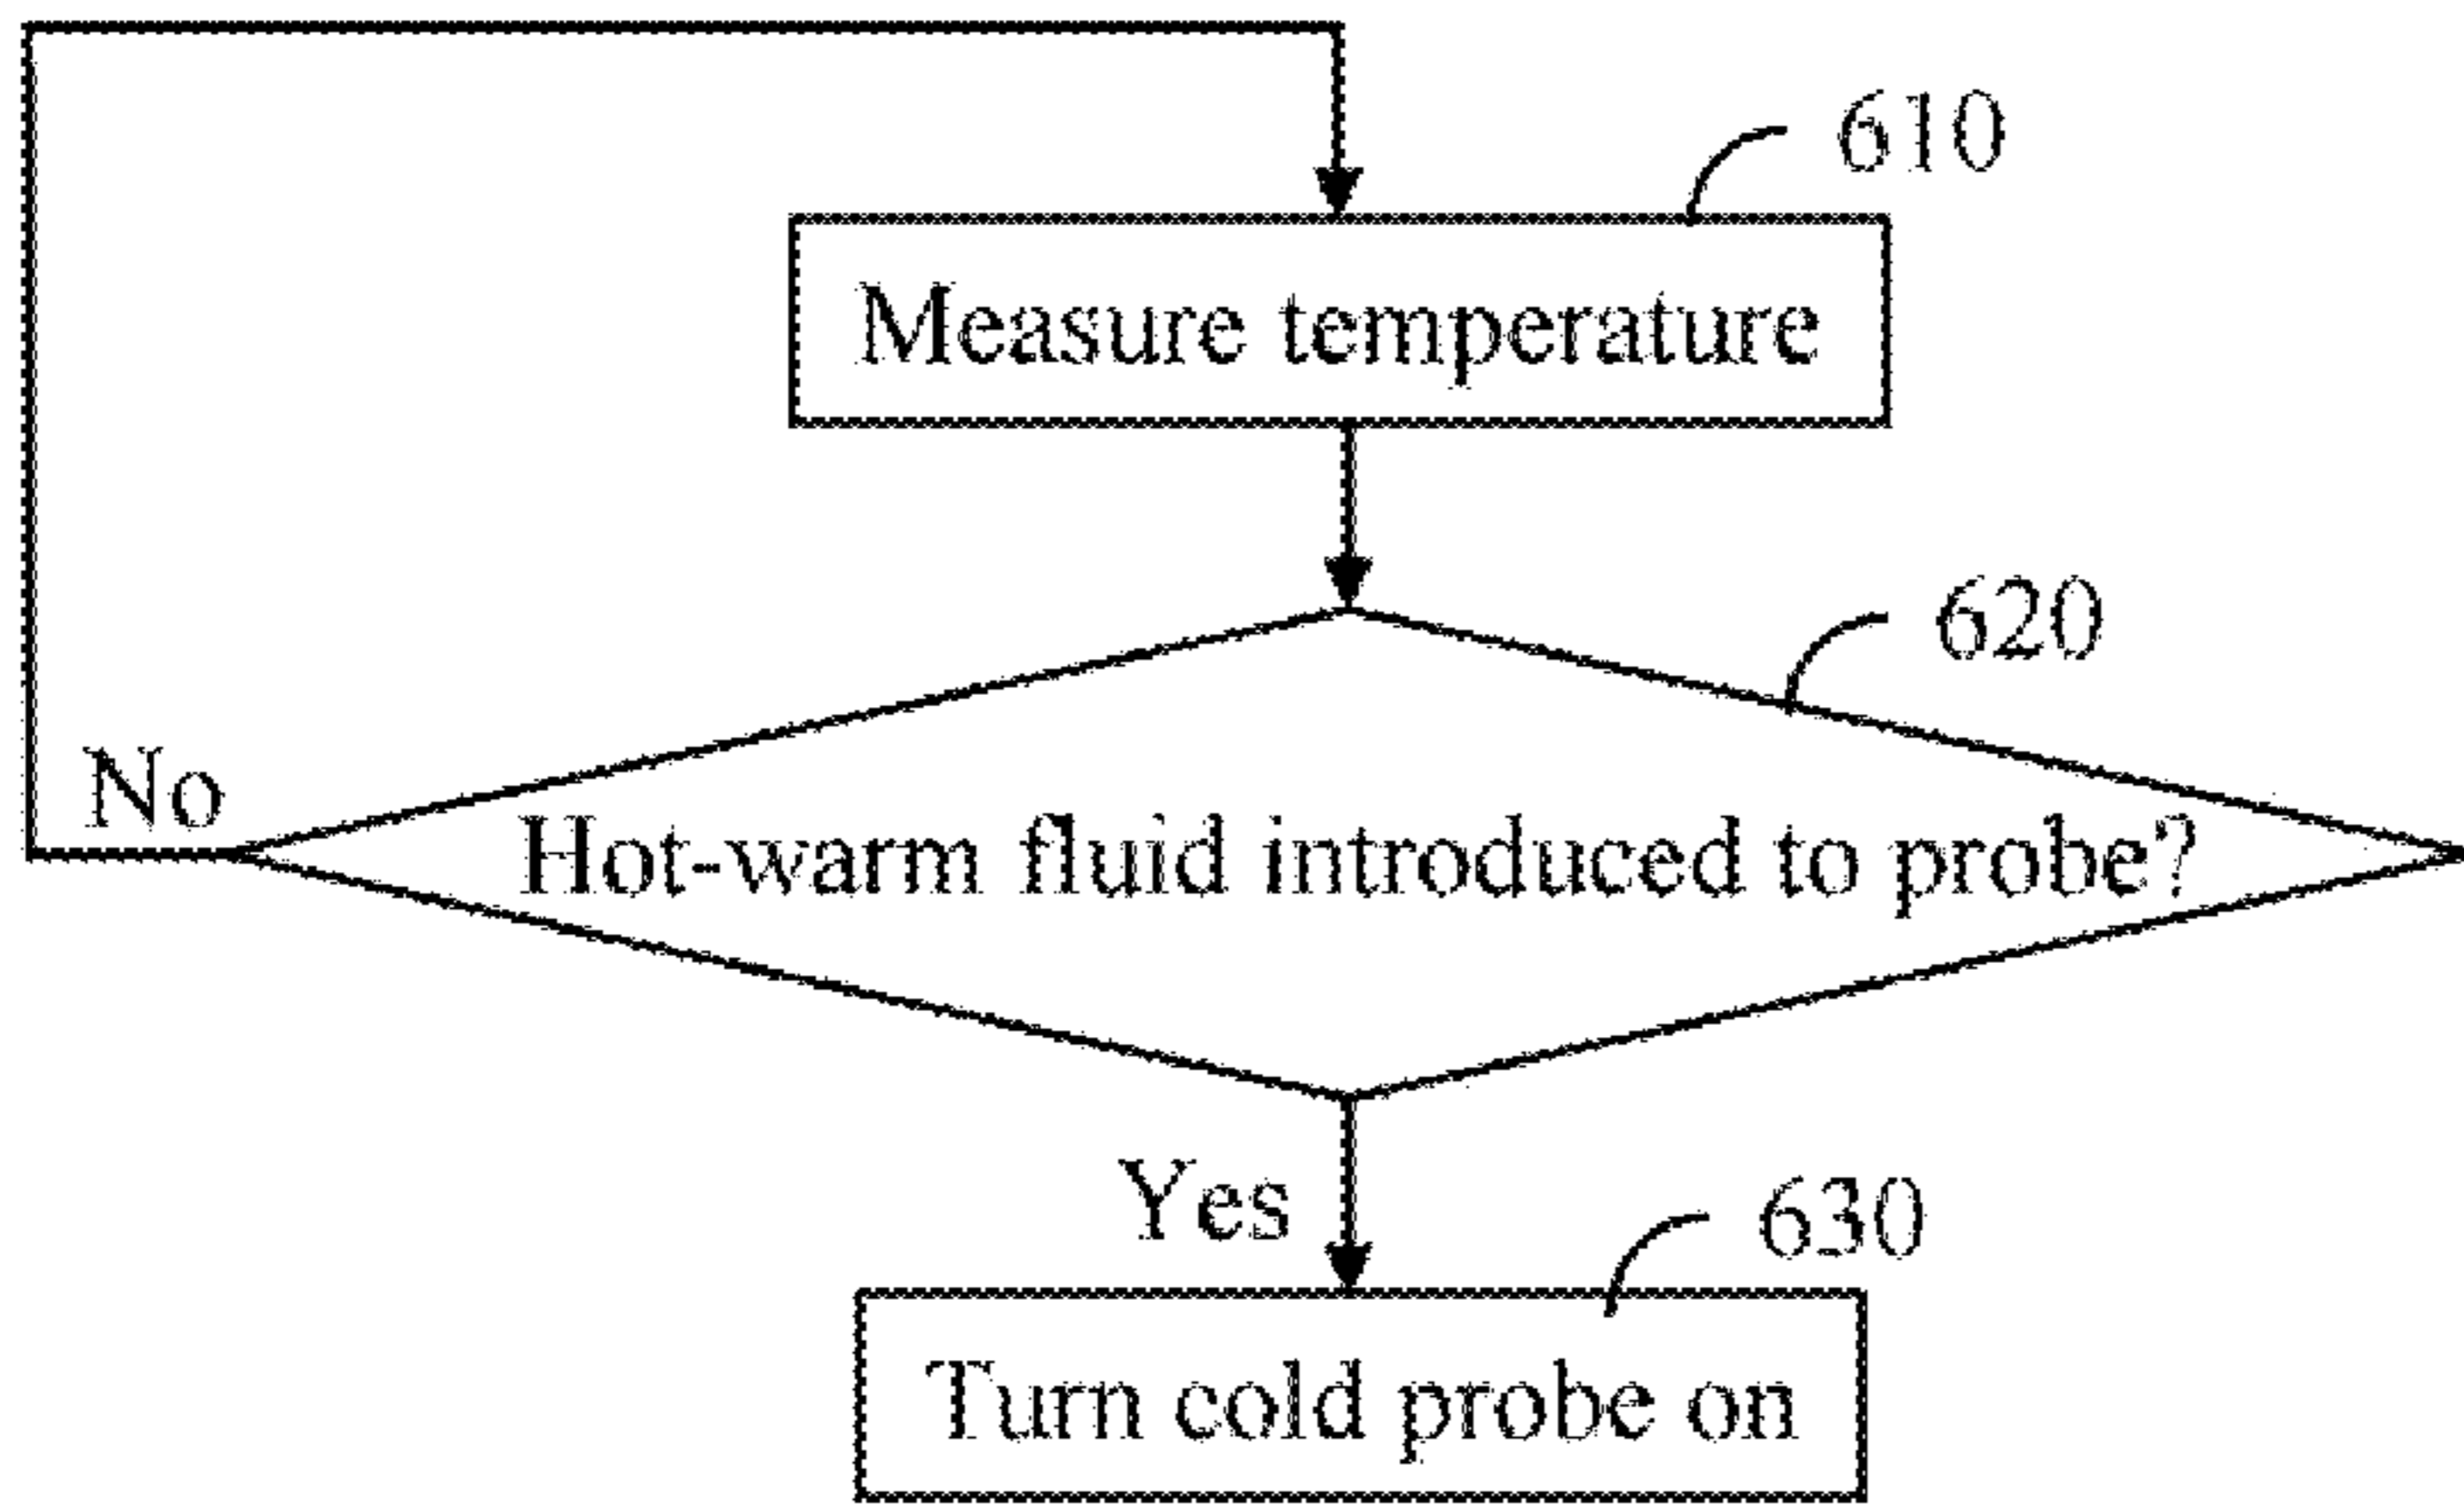 610
Measure temperature
620
No
Hot-warm fluid introduced to probe?
Yes
630
Turn cold probe on